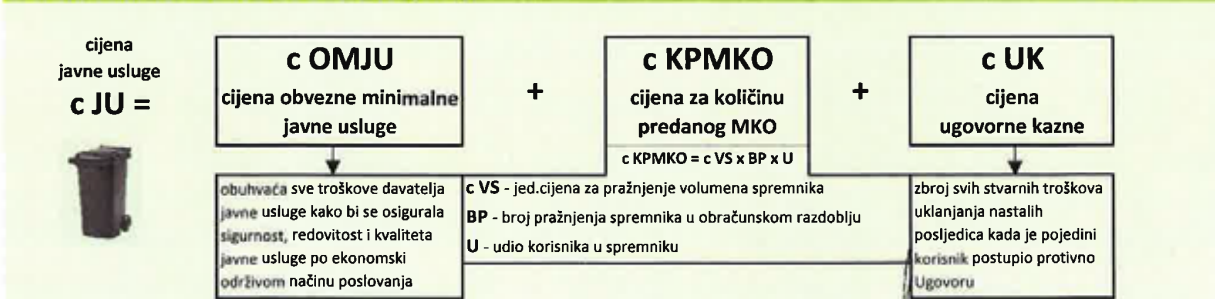 cijena
javne usluge
c JU =
c OMJU
cijena obvezne minimalne
javne usluge
+
c KPMKO
cijena za količinu
predanog MKO
c KPMKO = c VS x BP x U
+
c UK
cijena
ugovorne kazne
obuhvaća sve troškove davatelja
javne usluge kako bi se osigurala
sigurnost, redovitost i kvaliteta
javne usluge po ekonomski
održivom načinu poslovanja
c VS - jed.cijena za pražnjenje volumena spremnika
BP - broj pražnjenja spremnika u obračunskom razdoblju
U - udio korisnika u spremniku
zbroj svih stvarnih troškova
uklanjanja nastalih
posljedica kada je pojedini
korisnik postupio protivno
Ugovoru